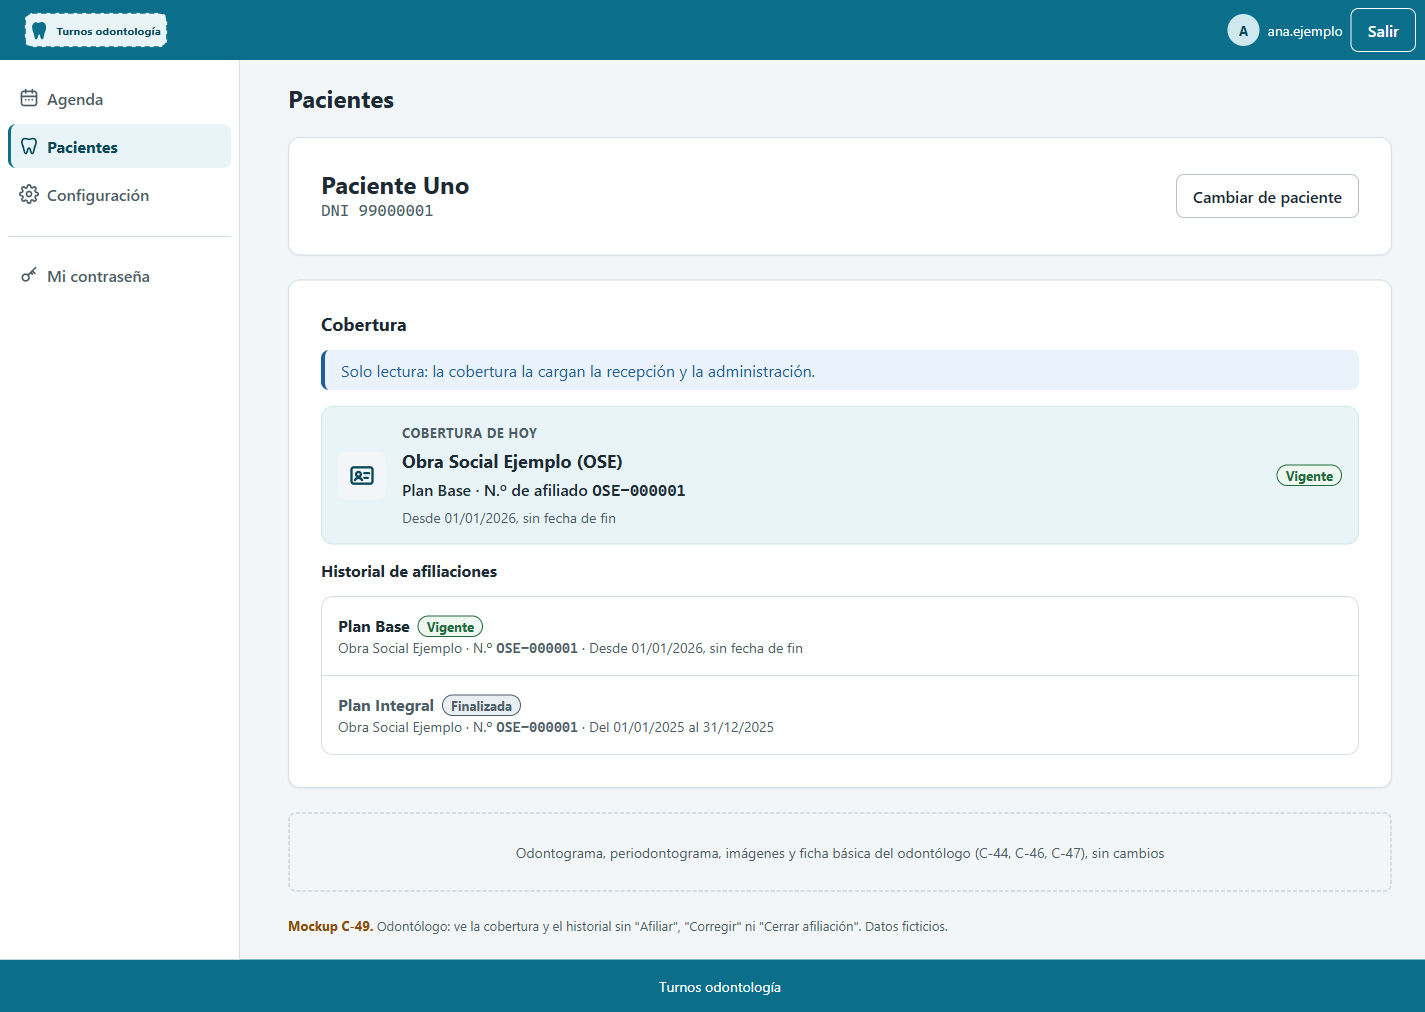 Turnos odontología
A ana.ejemplo Salir
Agenda
Pacientes
Configuración
Mi contraseña
Pacientes
Paciente Uno
DNI 99000001
Cambiar de paciente
Cobertura
Solo lectura: la cobertura la cargan la recepción y la administración.
COBERTURA DE HOY
Obra Social Ejemplo (OSE)
Plan Base · N.º de afiliado OSE-000001
Desde 01/01/2026, sin fecha de fin
Vigente
Historial de afiliaciones
Plan Base Vigente
Obra Social Ejemplo · N.º OSE-000001 · Desde 01/01/2026, sin fecha de fin
Plan Integral Finalizada
Obra Social Ejemplo · N.º OSE-000001 · Del 01/01/2025 al 31/12/2025
Odontograma, periodontograma, imágenes y ficha básica del odontólogo (C-44, C-46, C-47), sin cambios
Mockup C-49. Odontólogo: ve la cobertura y el historial sin "Afiliar", "Corregir" ni "Cerrar afiliación". Datos ficticios.
Turnos odontología